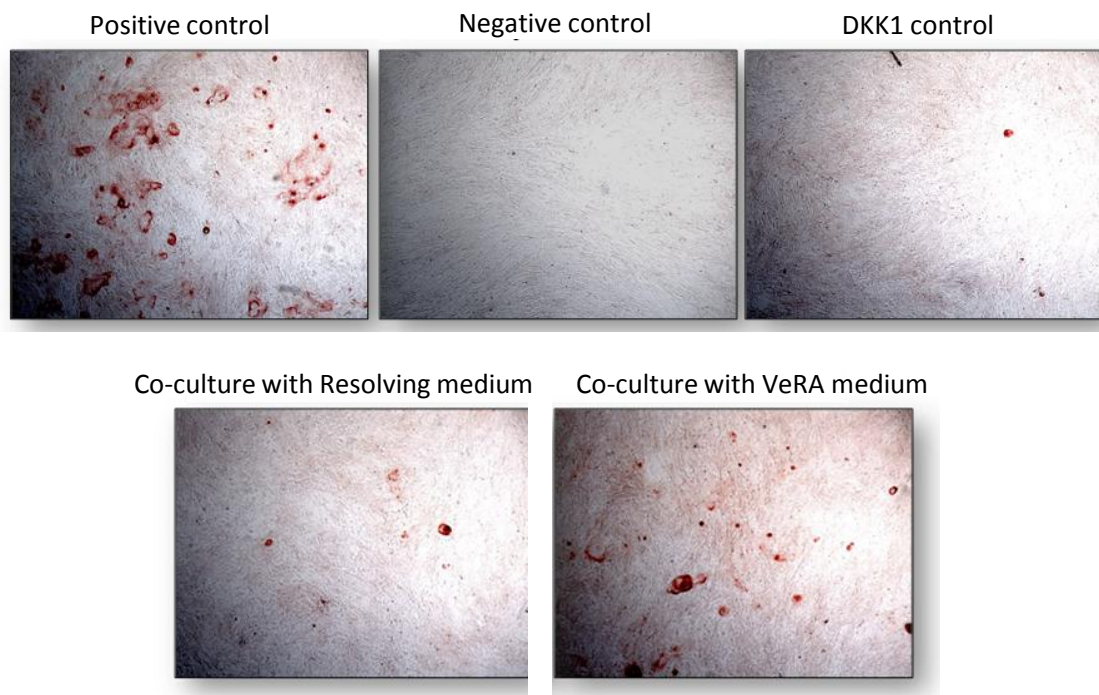 Positive control
Negative control
DKK1 control
Co-culture with Resolving medium
Co-culture with VeRA medium